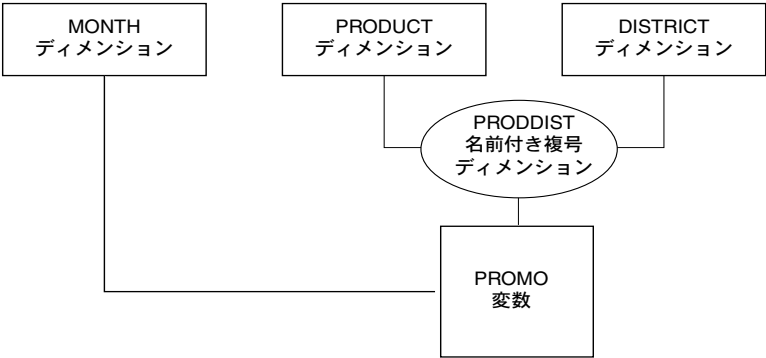 MONTH
ディメンション
PRODUCT
ディメンション
DISTRICT
ディメンション
PRODDIST
名前付き複号
ディメンション
PROMO
変数